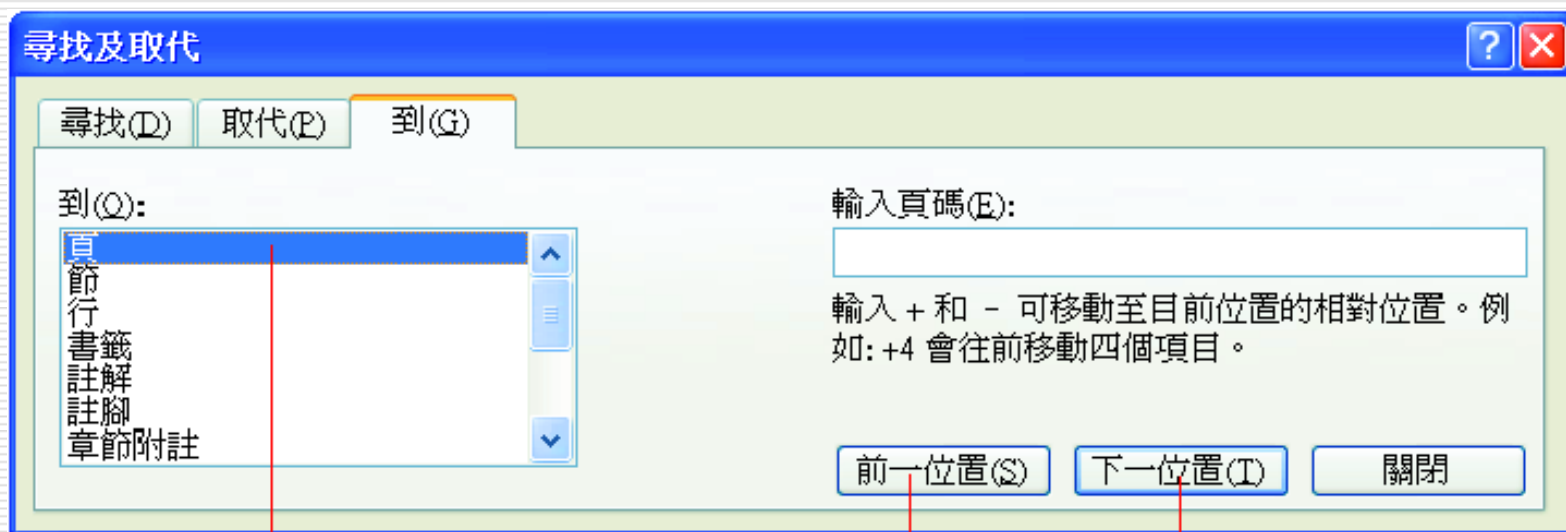 尋找及取代
尋找(D) 取代(P) 到(G)
到(O):
頁
節
行
書籤
註解
註腳
章節附註
輸入頁碼(E):
輸入 + 和 - 可移動至目前位置的相對位置。例
如: +4 會往前移動四個項目。
前一位置(S) 下一位置(T) 關閉